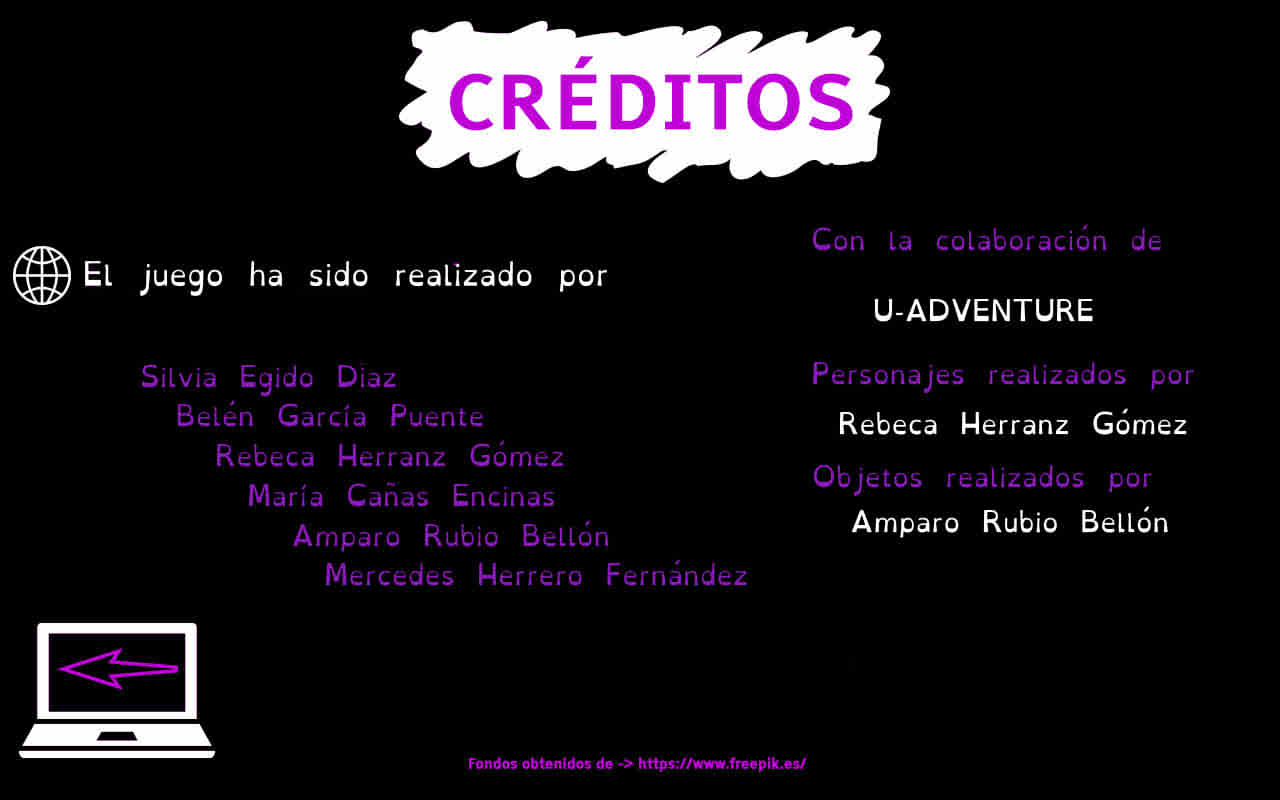 CRÉDITOS
El juego ha sido realizado por
Silvia Egido Diaz
Belén García Puente
Rebeca Herranz Gómez
María Cañas Encinas
Amparo Rubio Bellón
Mercedes Herrero Fernández
Con la colaboración de
U-ADVENTURE
Personajes realizados por
Rebeca Herranz Gómez
Objetos realizados por
Amparo Rubio Bellón
Fondos obtenidos de -> https://www.freepik.es/